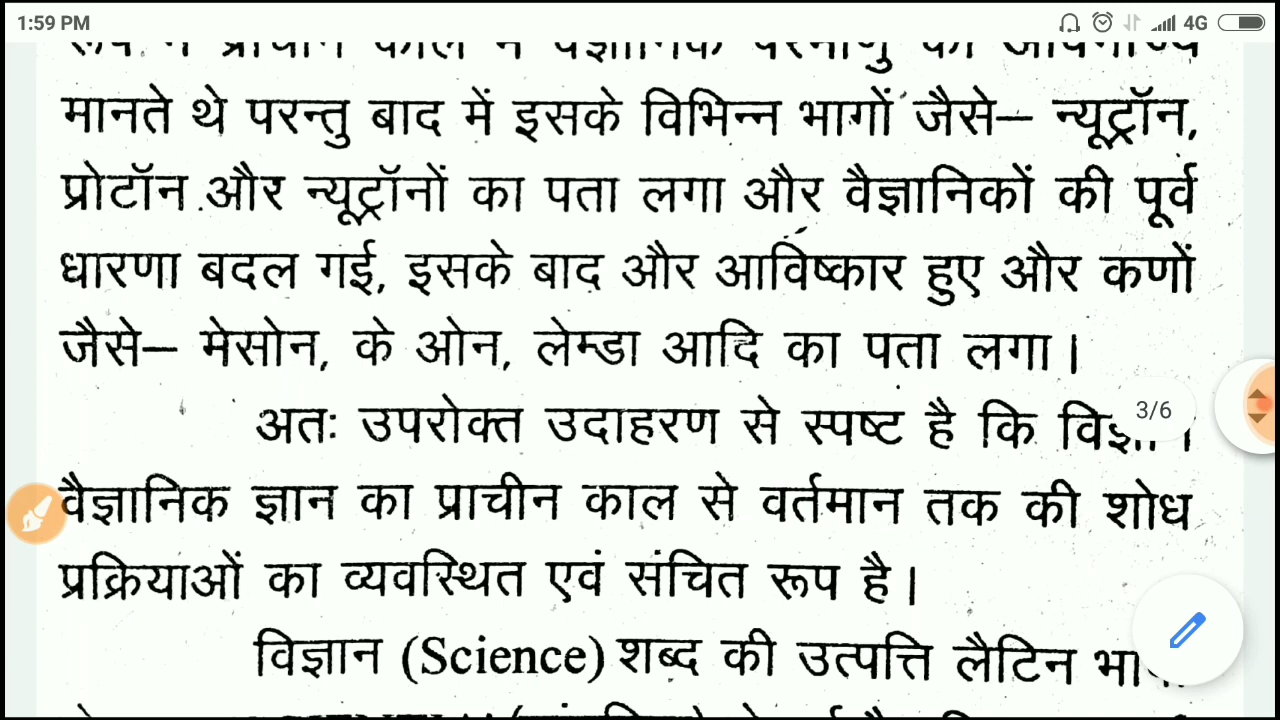 1:59 PM 4G
मानते थे परन्तु बाद में इसके विभिन्न भागों जैसे– न्यूट्रॉन,
प्रोटॉन और न्यूट्रॉनों का पता लगा और वैज्ञानिकों की पूर्व
धारणा बदल गई, इसके बाद और आविष्कार हुए और कणों
जैसे– मेसोन, के ओन, लेम्डा आदि का पता लगा।
3/6
अतः उपरोक्त उदाहरण से स्पष्ट है कि
वैज्ञानिक ज्ञान का प्राचीन काल से वर्तमान तक की शोध
प्रक्रियाओं का व्यवस्थित एवं संचित रूप है।
विज्ञान (Science) शब्द की उत्पत्ति लैटिन